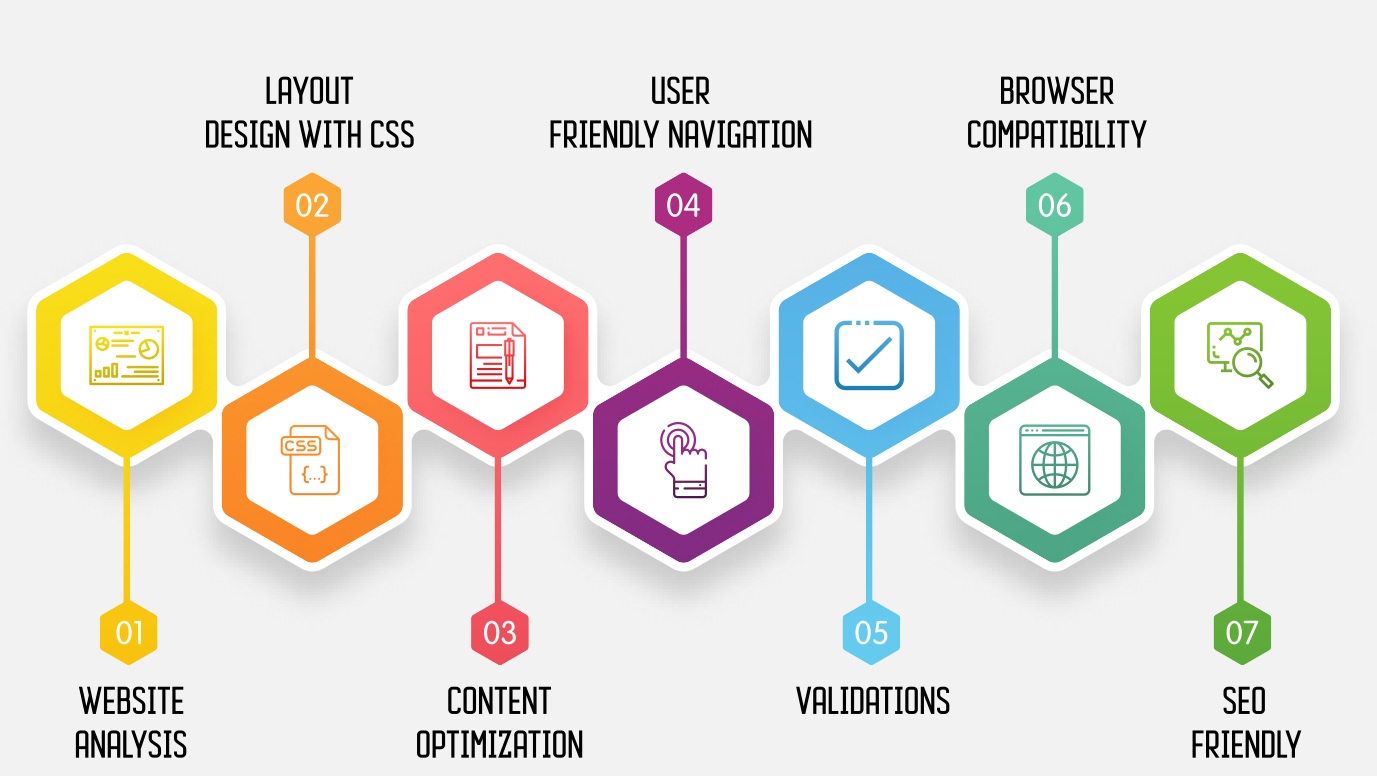 01
WEBSITE
ANALYSIS
LAYOUT
DESIGN WITH CSS
02
CSS
{...}
03
CONTENT
OPTIMIZATION
USER
FRIENDLY NAVIGATION
04
05
VALIDATIONS
BROWSER
COMPATIBILITY
06
07
SEO
FRIENDLY